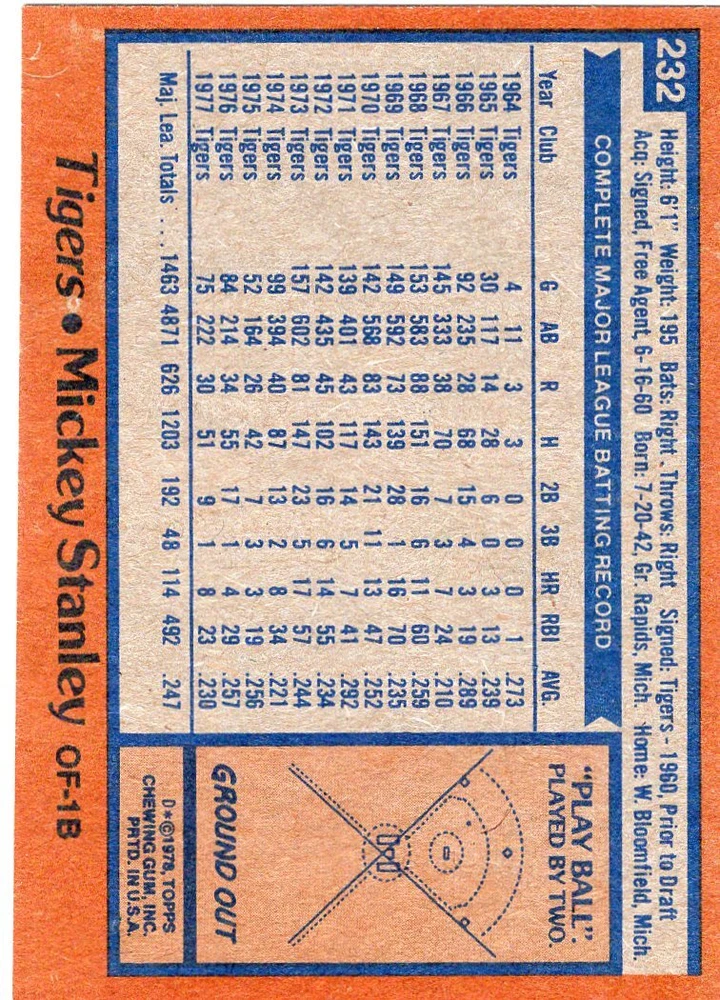 232
Height: 6'1" Weight: 195 Bats: Right Throws: Right Signed: Tigers - 1960, Prior to Draft
Acq: Signed, Free Agent, 6-16-60 Born: 7-20-42, Gr. Rapids, Mich. Home: W. Bloomfield, Mich.
COMPLETE MAJOR LEAGUE BATTING RECORD
Year Club G AB R H 2B 3B HR RBI AVG.
1964 Tigers 4 11 3 3 0 0 0 1 .273
1965 Tigers 30 117 14 28 6 0 3 13 .239
1966 Tigers 92 235 28 68 15 4 3 19 .289
1967 Tigers 145 333 38 70 7 3 7 24 .210
1968 Tigers 153 583 88 151 16 6 11 60 .259
1969 Tigers 149 592 73 139 28 1 16 70 .235
1970 Tigers 142 568 83 143 21 11 13 47 .252
1971 Tigers 139 401 43 117 14 5 7 41 .292
1972 Tigers 142 435 45 102 16 6 14 55 .234
1973 Tigers 157 602 81 147 23 5 17 57 .244
1974 Tigers 99 394 40 87 13 2 8 34 .221
1975 Tigers 52 164 26 42 7 3 3 19 .256
1976 Tigers 84 214 34 55 17 1 4 29 .257
1977 Tigers 75 222 30 51 9 1 8 23 .230
Maj. Lea. Totals ... 1463 4871 626 1203 192 48 114 492 .247
"PLAY BALL"
PLAYED BY TWO.
GROUND OUT
D*©1978, TOPPS
CHEWING GUM, INC.
PRTD. IN U.S.A.
Tigers • Mickey Stanley OF-1B